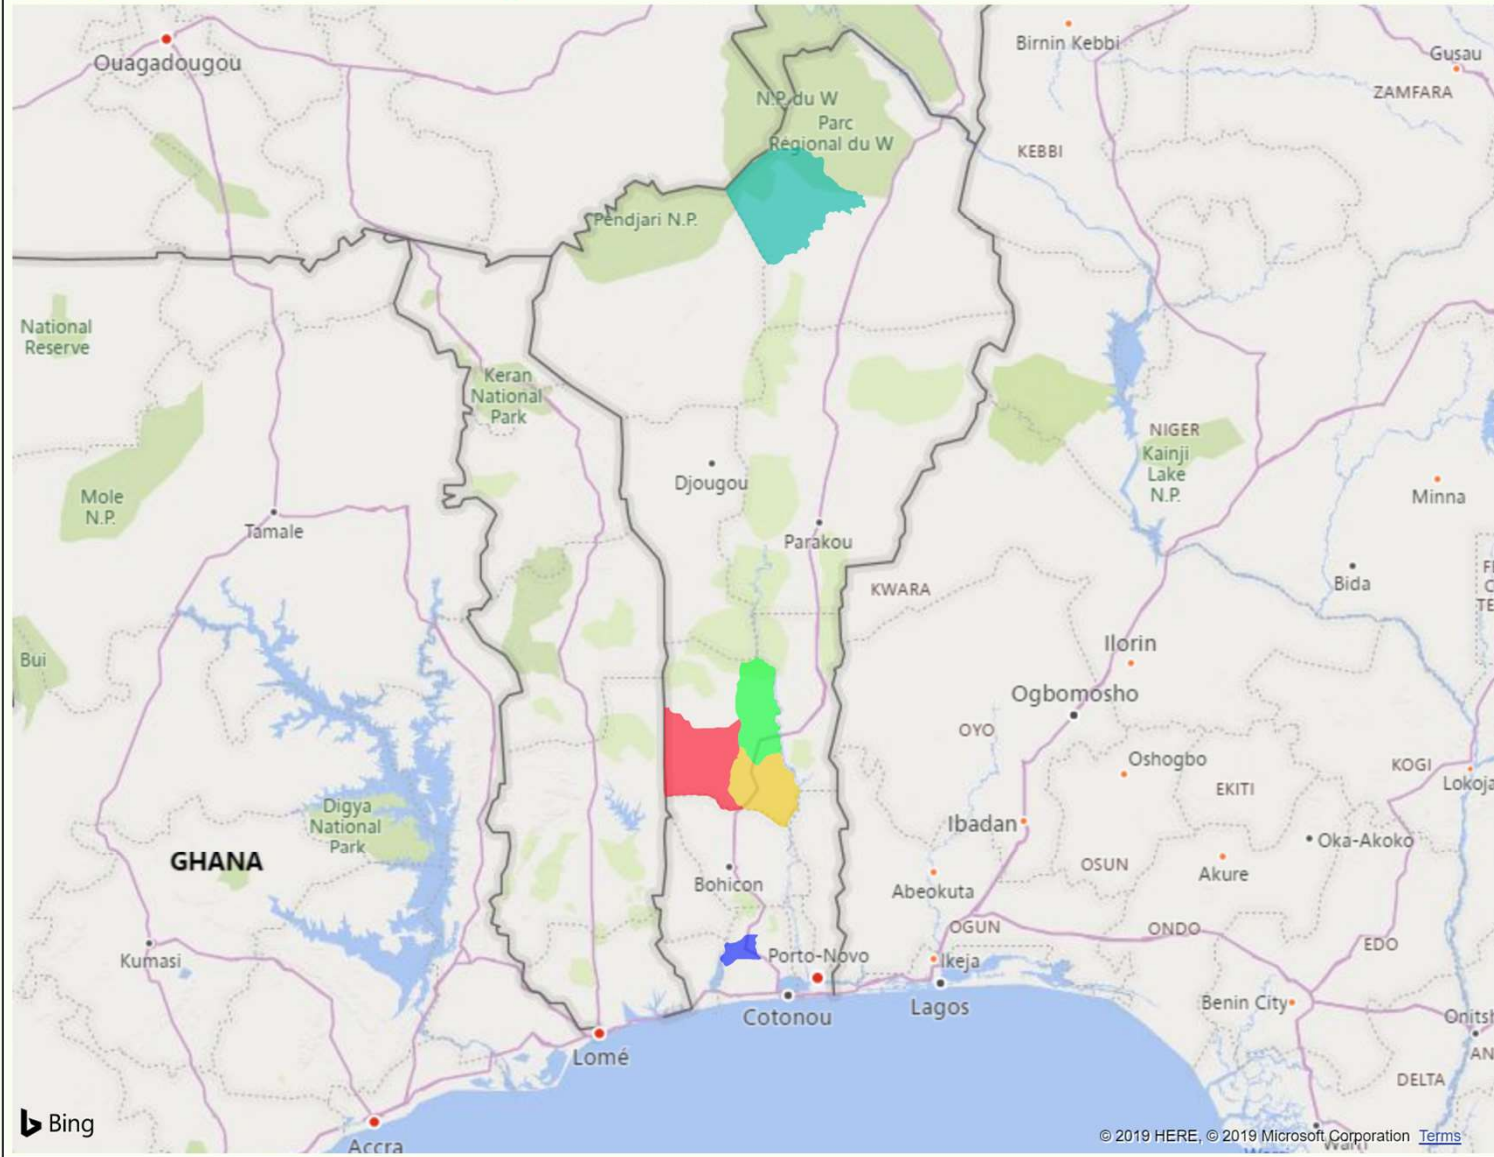 Birnin Kebbi
Gusau
Ouagadougou
ZAMFARA
N.P. du W
Parc
Régional du W
KEBBI
Pendjari N.P.
National
Reserve
Keran
National
Park
NIGER
Kainji
Lake
N.P.
Djougou
Minna
Mole
N.P.
Tamale
Parakou
Bida
KWARA
Ilorin
Bui
Ogbomosho
OYO
Oshogbo
KOGI
Lokoja
EKITI
Digya
National
Park
Ibadan
Oka-Akoko
GHANA
OSUN
Akure
Bohicon
Abeokuta
OGUN
ONDO
EDO
Kumasi
Porto-Novo
Ikeja
Benin City
Cotonou
Lagos
Onitsh
Lomé
AN
DELTA
Bing
© 2019 HERE, © 2019 Microsoft Corporation Terms
Accra